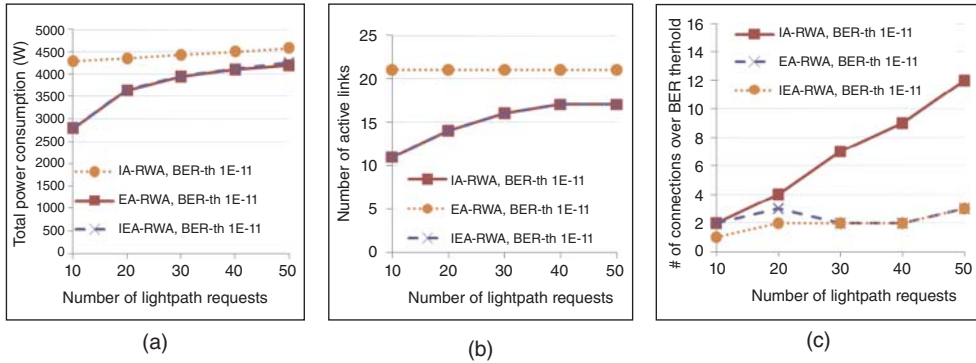 Total power consumption (W)
5000
4500
4000
3500
3000
2500
2000
1500
1000
500
0
IA-RWA, BER-th 1E-11
EA-RWA, BER-th 1E-11
IEA-RWA, BER-th 1E-11
10 20 30 40 50
Number of lightpath requests
(a)
Number of active links
25
20
15
10
5
0
IA-RWA, BER-th 1E-11
EA-RWA, BER-th 1E-11
IEA-RWA, BER-th 1E-11
10 20 30 40 50
Number of lightpath requests
(b)
# of connections over BER therhold
16
14
12
10
8
6
4
2
0
IA-RWA, BER-th 1E-11
EA-RWA, BER-th 1E-11
IEA-RWA, BER-th 1E-11
10 20 30 40 50
Number of lightpath requests
(c)